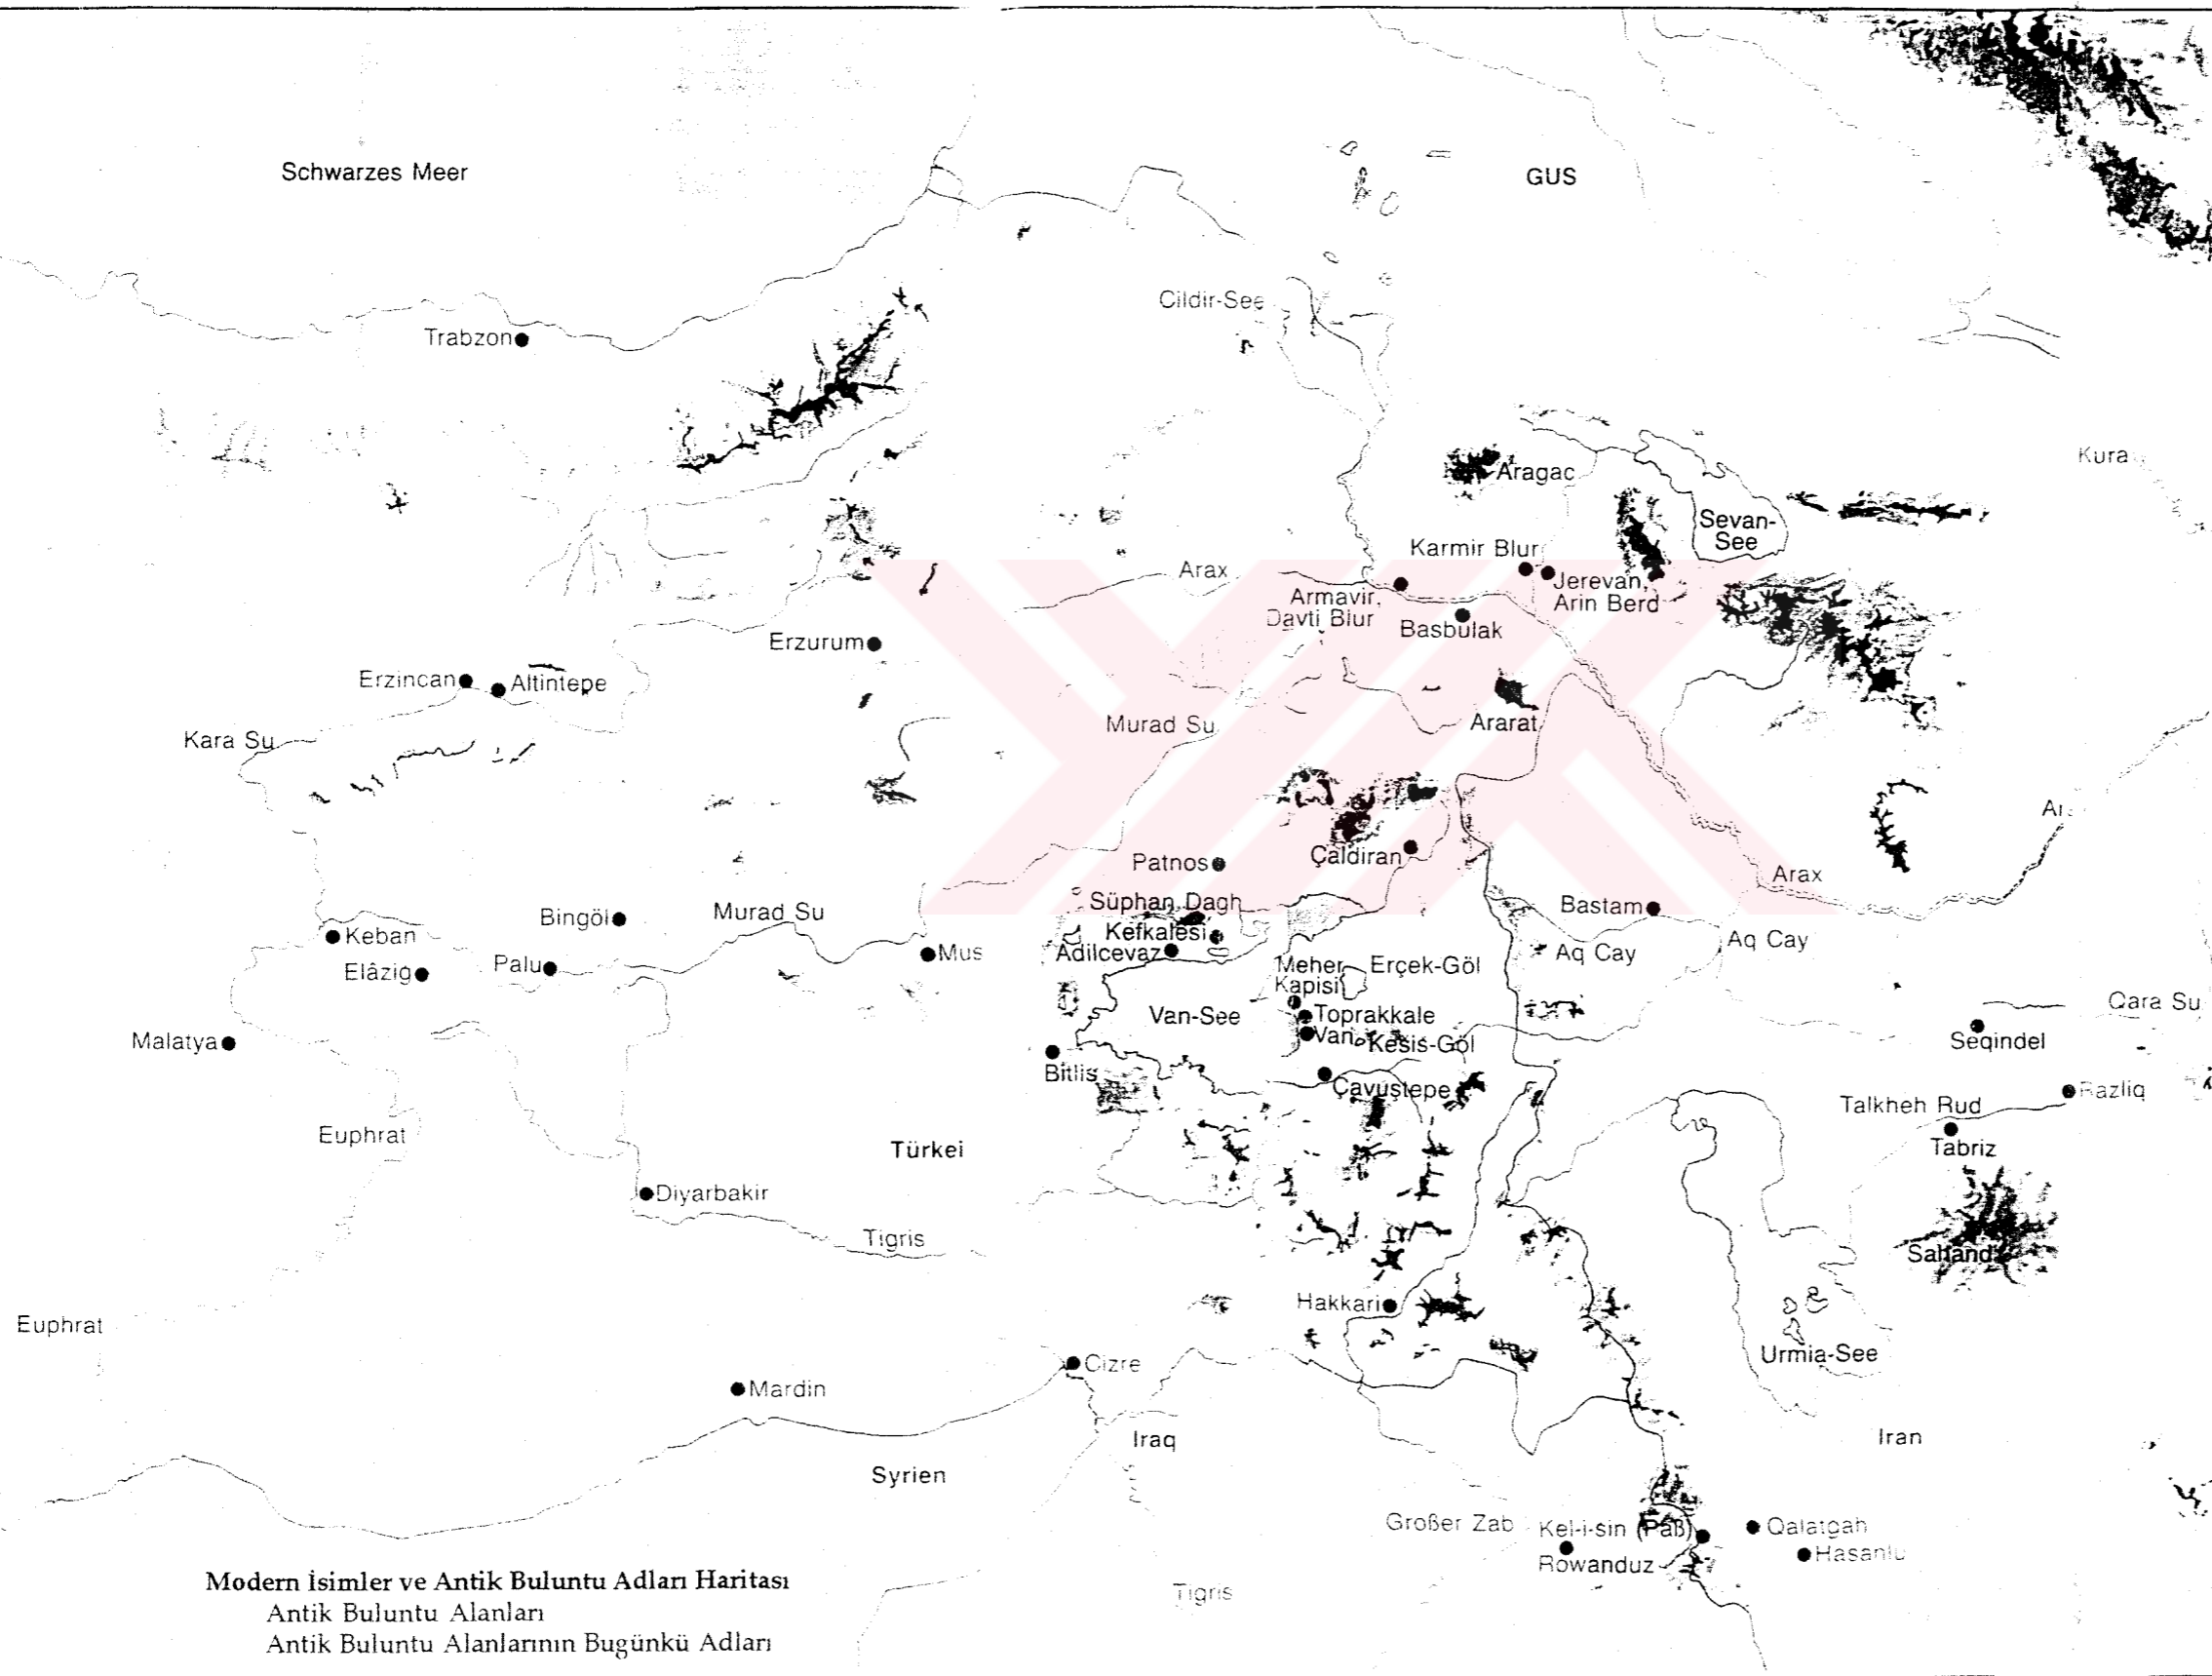 Schwarzes Meer
GUS
Cildir-See
Trabzon
Kura
Aragac
Sevan-
See
Karmir Blur
Arax
Jerevan,
Arin Berd
Armavir,
Davti Blur
Basbulak
Erzurum
Erzincan
Altintepe
Murad Su
Ararat
Kara Su
Çaldiran
Patnos
Arax
Süphan Dagh
Bastam
Bingöl
Murad Su
Kefkalesi
Keban
Aq Cay
Adilcevaz
Mus
Aq Cay
Palu
Elâzig
Meher
Kapisi
Erçek-Göl
Qara Su
Van-See
Toprakkale
Van
Kesis-Göl
Malatya
Seqindel
Bitlis
Çavustepe
Razliq
Talkheh Rud
Euphrat
Tabriz
Türkei
Diyarbakir
Tigris
Sahand
Hakkari
Euphrat
Urmia-See
Cizre
Mardin
Iraq
Iran
Syrien
Großer Zab
Kel-i-sin (Paß)
Qalatgah
Hasanlu
Rowanduz
Tigris
Modern İsimler ve Antik Buluntu Adları Haritası
Antik Buluntu Alanları
Antik Buluntu Alanlarının Bugünkü Adları